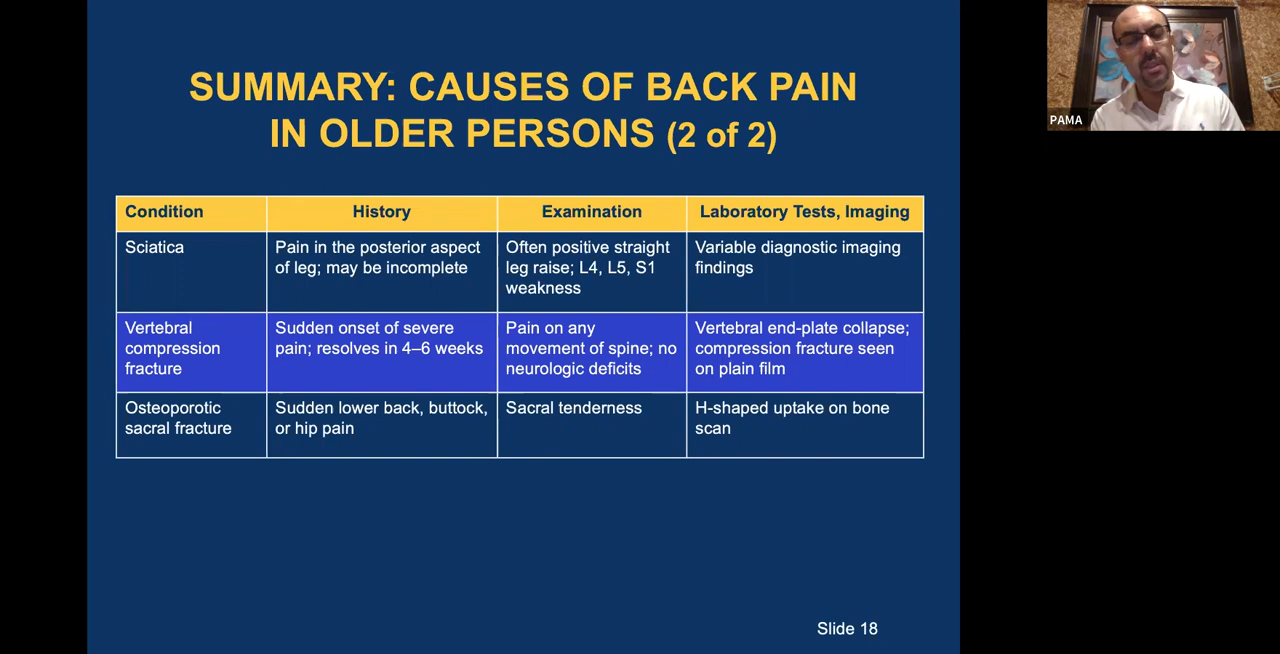 SUMMARY: CAUSES OF BACK PAIN
IN OLDER PERSONS (2 of 2)
PAMA
Condition
History
Examination
Laboratory Tests, Imaging
Sciatica
Pain in the posterior aspect
of leg; may be incomplete
Often positive straight
leg raise; L4, L5, S1
weakness
Variable diagnostic imaging
findings
Vertebral
compression
fracture
Sudden onset of severe
pain; resolves in 4–6 weeks
Pain on any
movement of spine; no
neurologic deficits
Vertebral end-plate collapse;
compression fracture seen
on plain film
Osteoporotic
sacral fracture
Sudden lower back, buttock,
or hip pain
Sacral tenderness
H-shaped uptake on bone
scan
Slide 18